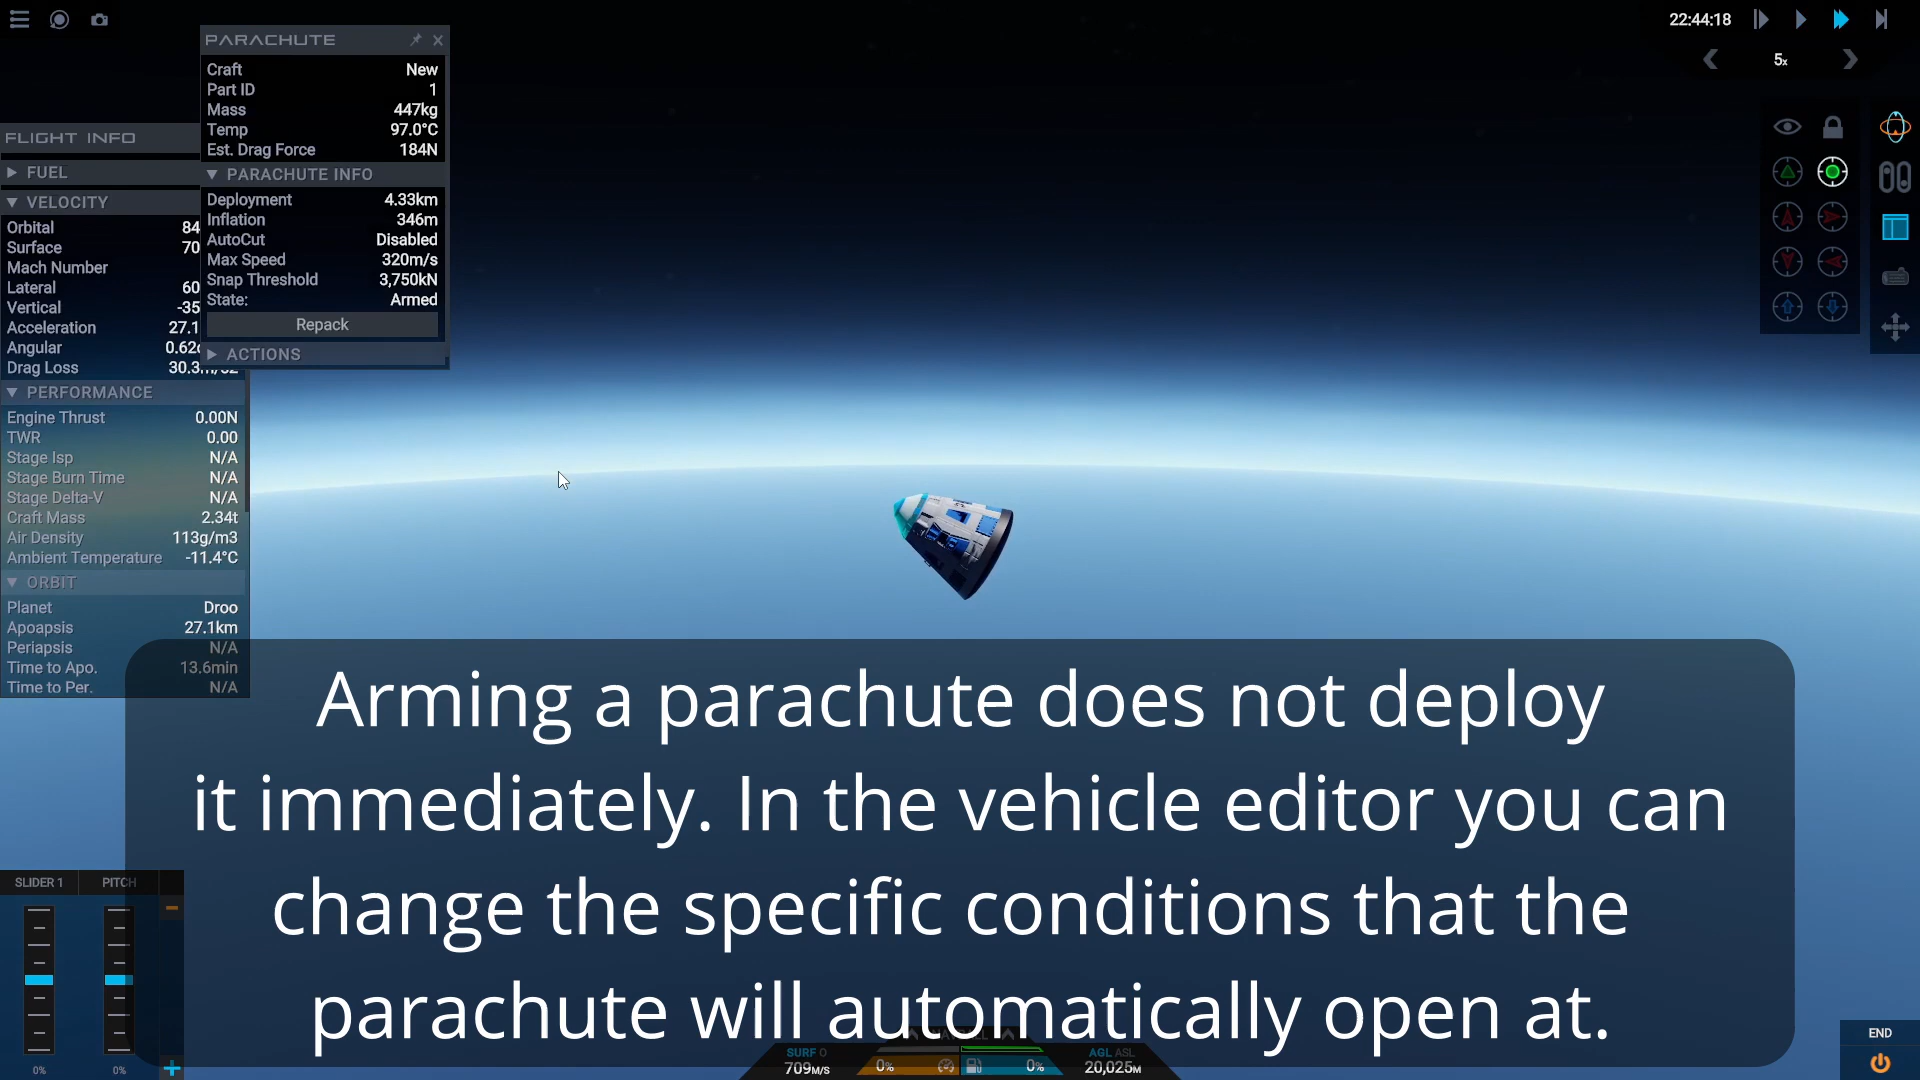 22:44:18
5x
PARACHUTE
Craft New
Part ID 1
Mass 447kg
Temp 97.0°C
Est. Drag Force 184N
PARACHUTE INFO
Deployment 4.33km
Inflation 346m
AutoCut Disabled
Max Speed 320m/s
Snap Threshold 3,750kN
State: Armed
Repack
ACTIONS
FLIGHT INFO
FUEL
VELOCITY
Orbital 84
Surface 70
Mach Number
Lateral 60
Vertical -35
Acceleration 27.1
Angular
Drag Loss
PERFORMANCE
Engine Thrust 0.00N
TWR 0.00
Stage Isp N/A
Stage Burn Time N/A
Stage Delta-V N/A
Craft Mass 2.34t
Air Density 113g/m3
Ambient Temperature -11.4°C
ORBIT
Planet Droo
Apoapsis 27.1km
Periapsis N/A
Time to Apo. 13.6min
Time to Per. N/A
Arming a parachute does not deploy
it immediately. In the vehicle editor you can
change the specific conditions that the
parachute will automatically open at.
SLIDER 1 PITCH
0% 0%
SURF O
709M/S
0%
0%
AGL ASL
20,025M
END